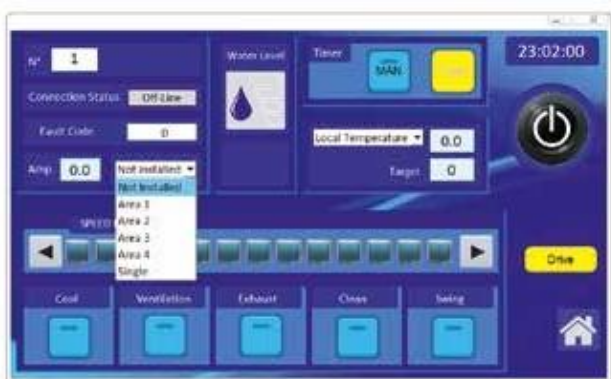 N° 1
Water Level
Timer
MAN
23:02:00
Connection Status Off-Line
Fault Code 0
Local Temperature 0.0
Amp 0.0 Not Installed
Target 0
Not Installed
Area 1
Area 2
Area 3
Area 4
Single
SPEED
Drive
Cool
Ventilation
Exhaust
Clean
Swing